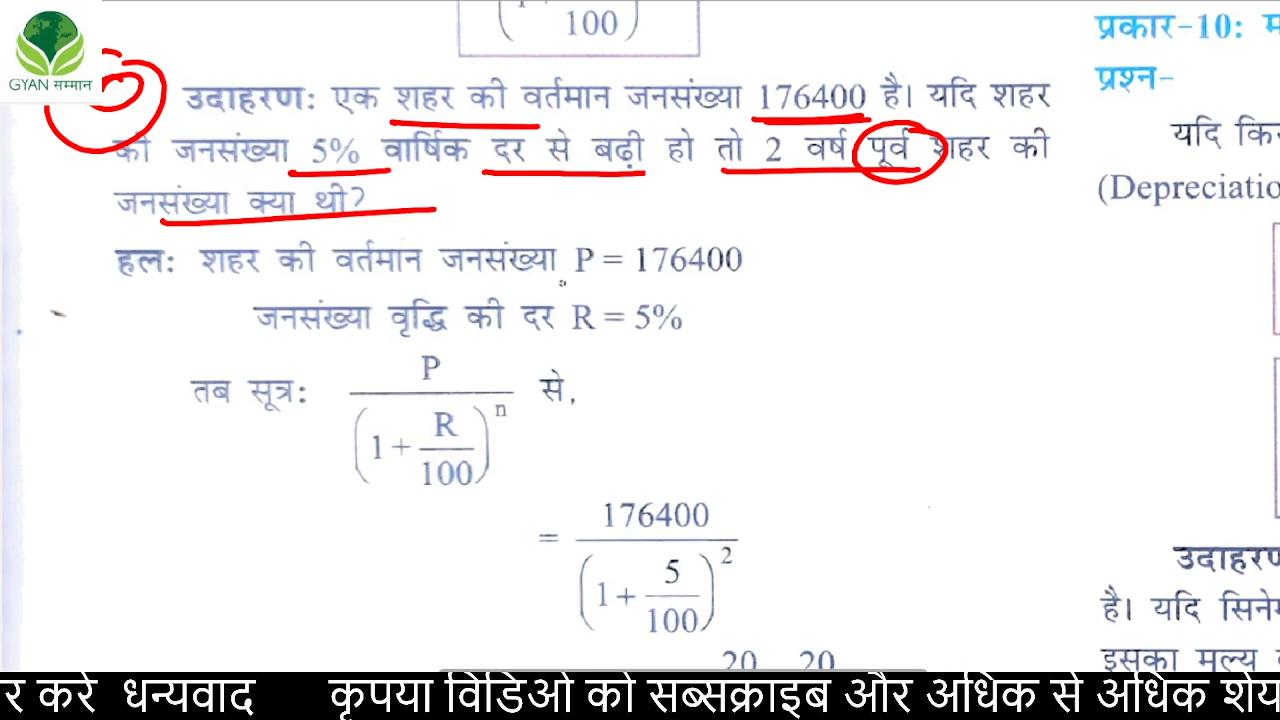 100
GYAN सम्मान
उदाहरण: एक शहर की वर्तमान जनसंख्या 176400 है। यदि शहर
की जनसंख्या 5% वार्षिक दर से बढ़ी हो तो 2 वर्ष पूर्व शहर की
जनसंख्या क्या थी?
हल: शहर की वर्तमान जनसंख्या P = 176400
जनसंख्या वृद्धि की दर R = 5%
तब सूत्र: P / (1 + R/100)^n से,
= 176400 / (1 + 5/100)^2
20 20
प्रकार-10:
प्रश्न-
यदि
(Depreciatio
उदाहरण
है। यदि
इसका मूल्य
र करे धन्यवाद कृपया विडिओ को सब्सक्राइब और अधिक से अधिक शेय